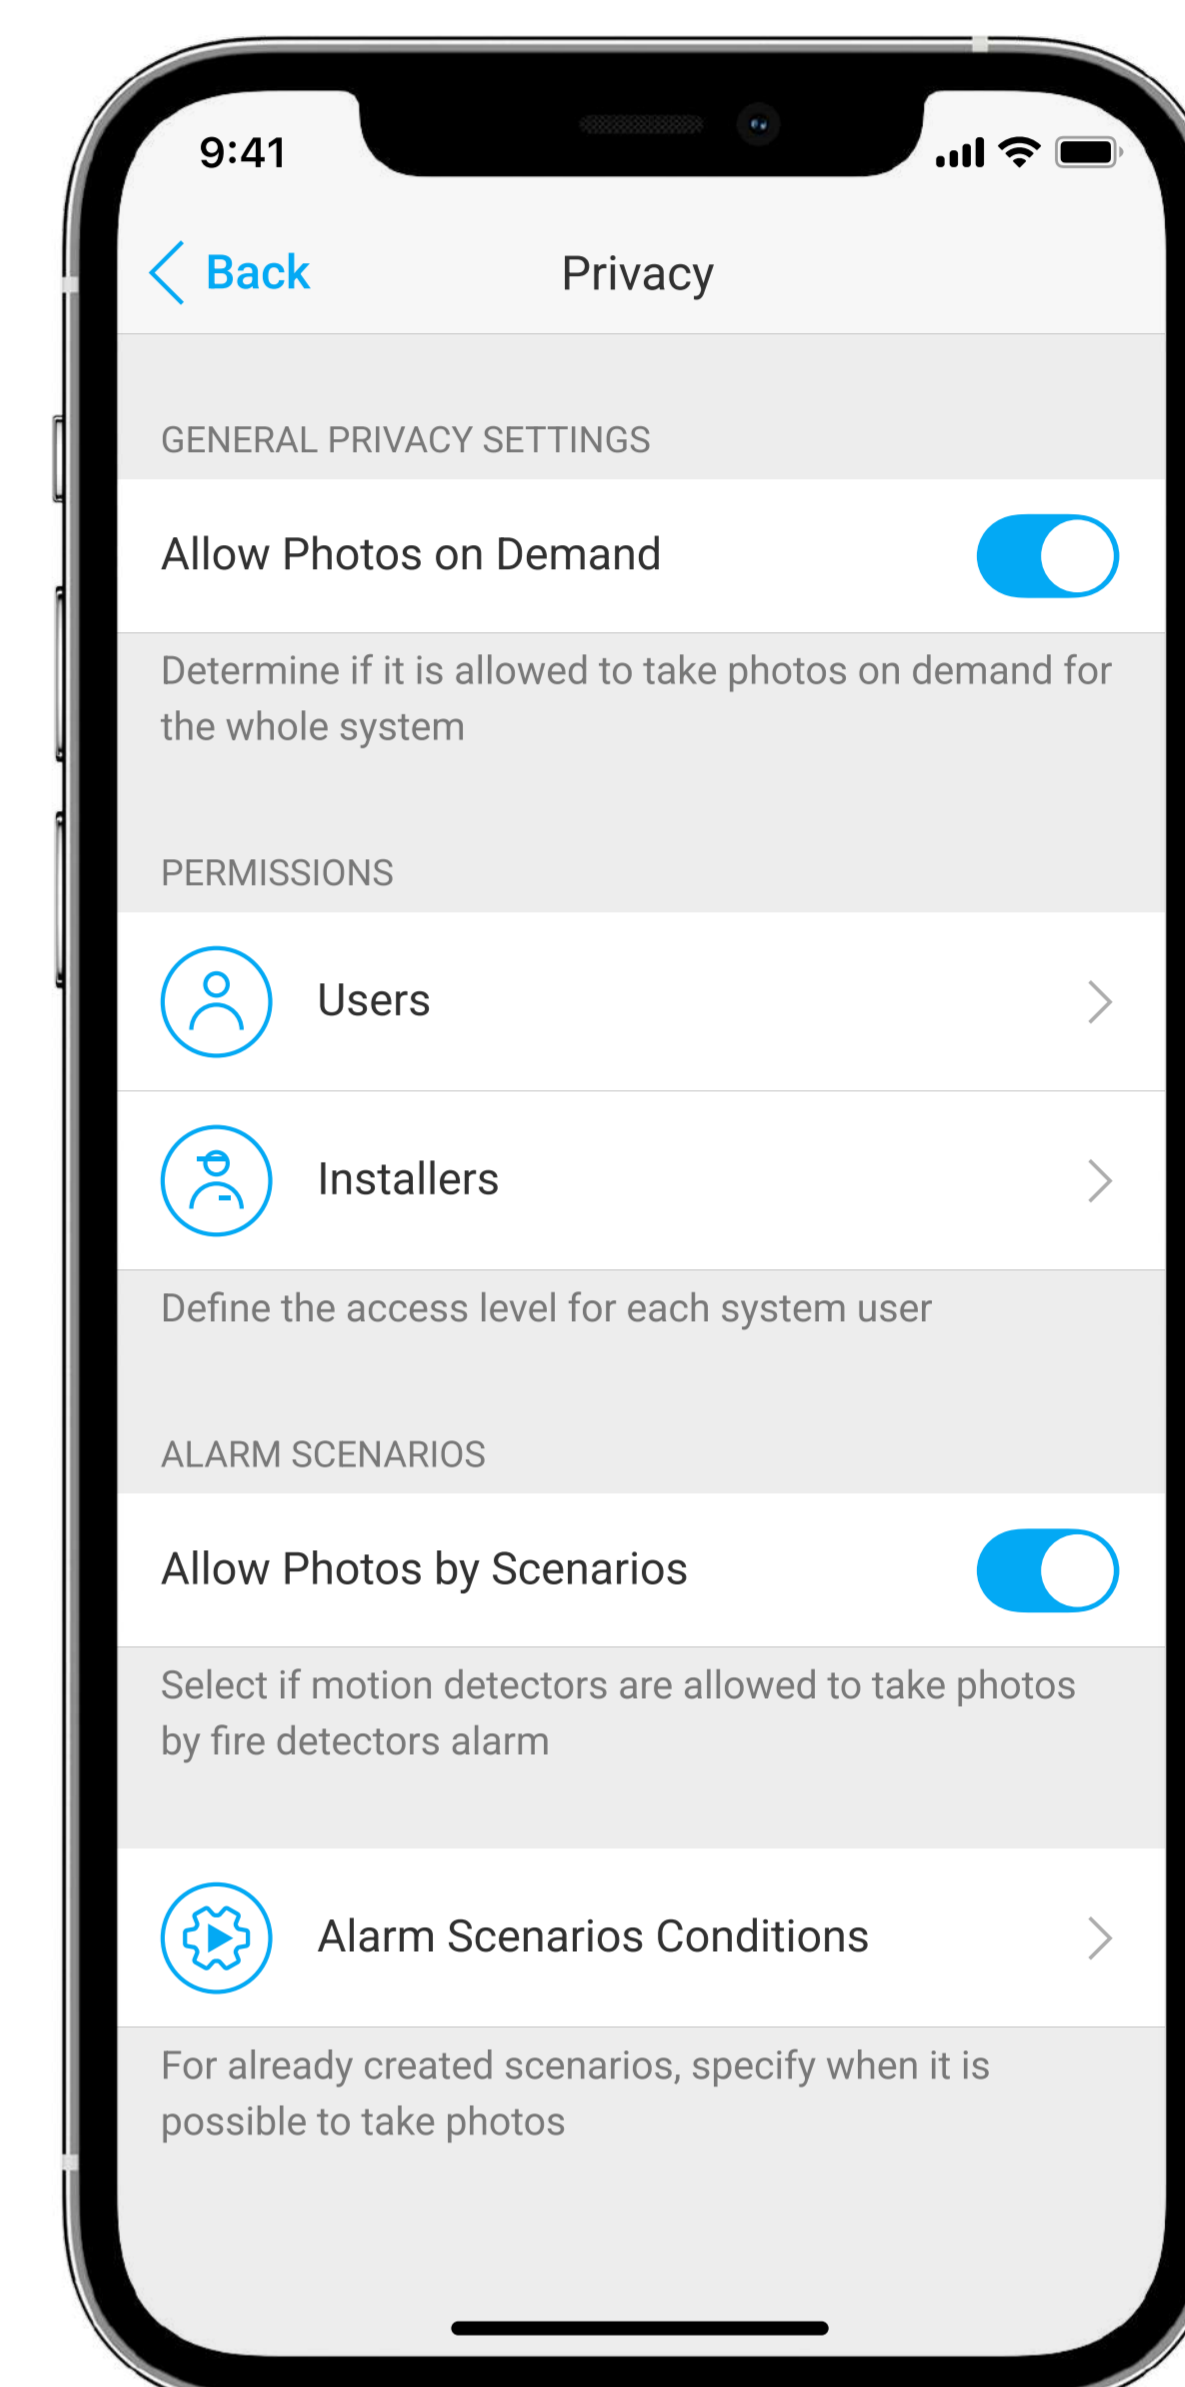 9:41
Back
Privacy
GENERAL PRIVACY SETTINGS
Allow Photos on Demand
Determine if it is allowed to take photos on demand for
the whole system
PERMISSIONS
Users
Installers
Define the access level for each system user
ALARM SCENARIOS
Allow Photos by Scenarios
Select if motion detectors are allowed to take photos
by fire detectors alarm
Alarm Scenarios Conditions
For already created scenarios, specify when it is
possible to take photos